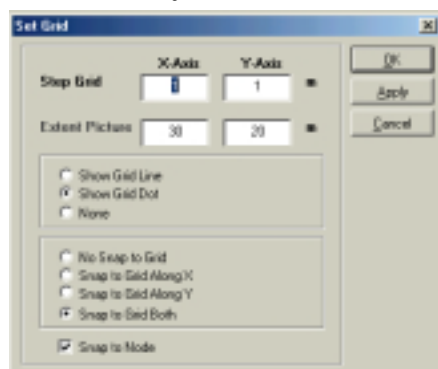 Set Grid
X-Axis Y-Axis OK
Step Grid 1 1 m Apply
Extent Picture 30 20 m Cancel
Show Grid Line
Show Grid Dot
None
No Snap to Grid
Snap to Grid Along X
Snap to Grid Along Y
Snap to Grid Both
Snap to Node